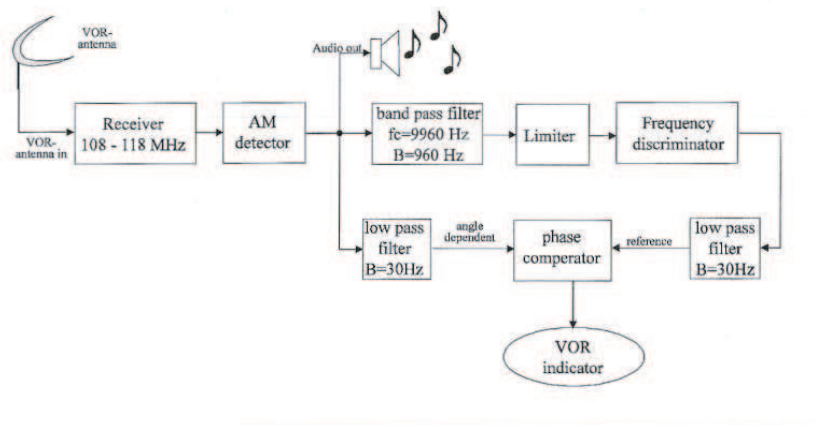 VOR-
antenna
Audio out
VOR-
antenna in
Receiver
108 - 118 MHz
AM
detector
band pass filter
fc=9960 Hz
B=960 Hz
Limiter
Frequency
discriminator
low pass
filter
B=30Hz
angle
dependent
phase
comperator
reference
low pass
filter
B=30Hz
VOR
indicator